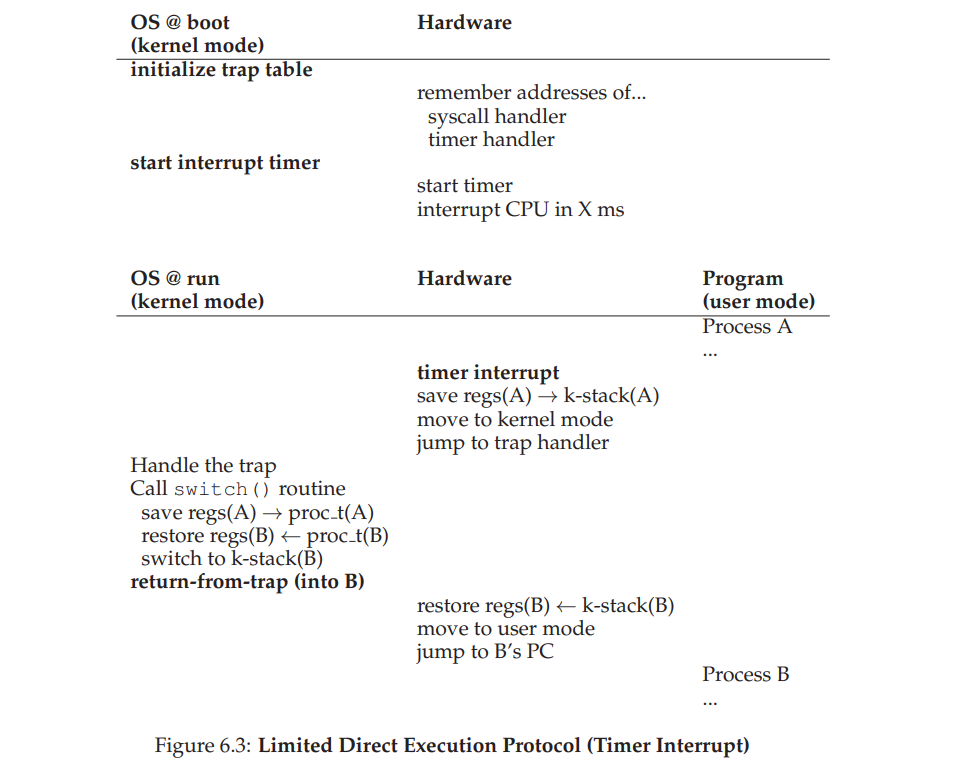 OS @ boot Hardware
(kernel mode)
initialize trap table
remember addresses of...
syscall handler
timer handler
start interrupt timer
start timer
interrupt CPU in X ms
OS @ run Hardware Program
(kernel mode) (user mode)
Process A
...
timer interrupt
save regs(A) → k-stack(A)
move to kernel mode
jump to trap handler
Handle the trap
Call switch() routine
save regs(A) → proc_t(A)
restore regs(B) ← proc_t(B)
switch to k-stack(B)
return-from-trap (into B)
restore regs(B) ← k-stack(B)
move to user mode
jump to B's PC
Process B
...
Figure 6.3: Limited Direct Execution Protocol (Timer Interrupt)